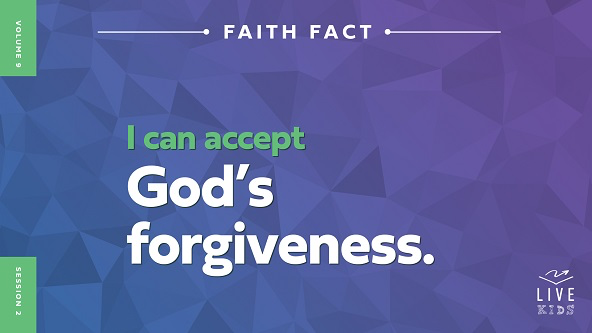 VOLUME 9
FAITH FACT
I can accept
God's
forgiveness.
SESSION 2
LIVE
KIDS